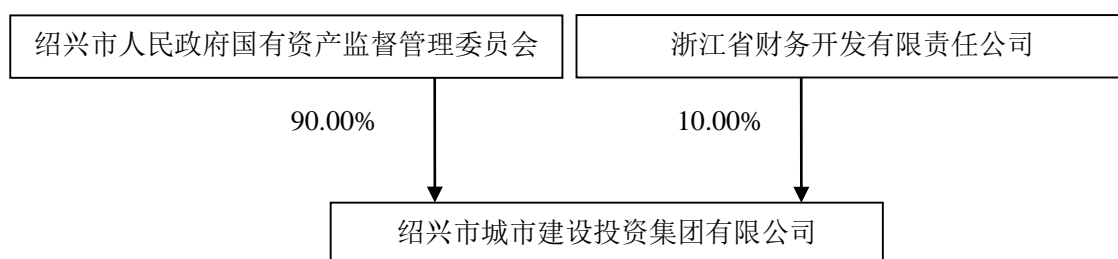 绍兴市人民政府国有资产监督管理委员会
浙江省财务开发有限责任公司
90.00%
10.00%
绍兴市城市建设投资集团有限公司